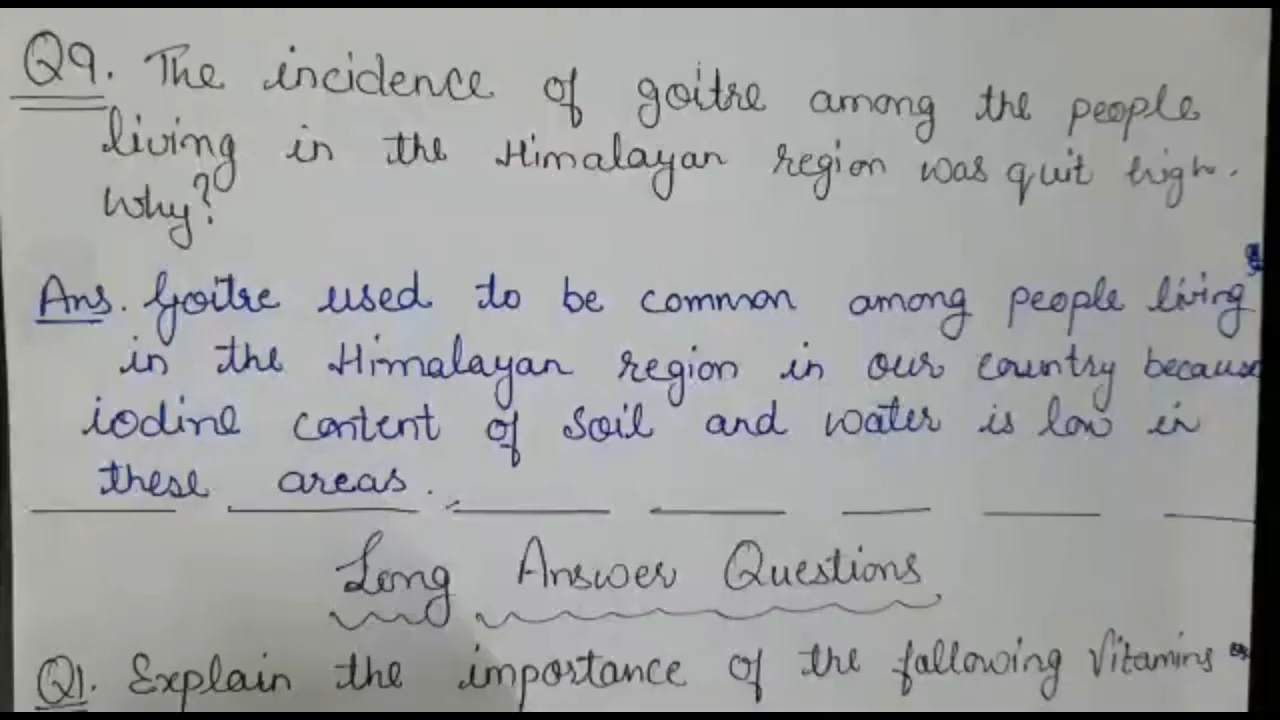 Q9. The incidence of goitre among the people
living in the Himalayan region was quit high.
Why?
Ans. Goitre used to be common among people living
in the Himalayan region in our country because
iodine content of soil and water is low in
these areas.
Long Answer Questions
Q1. Explain the importance of the following Vitamins